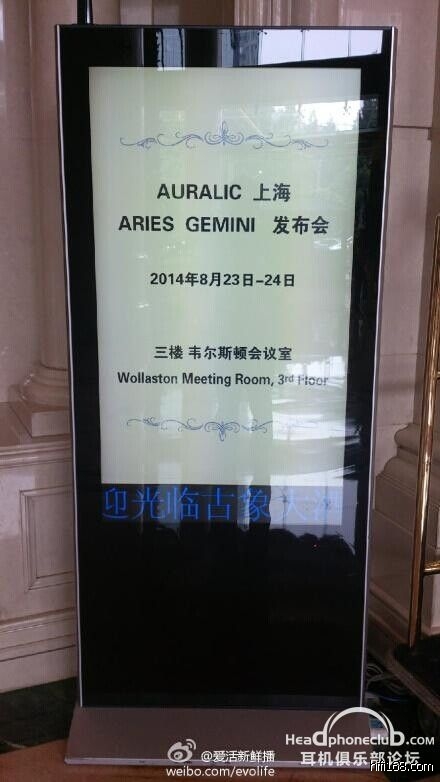 AURALIC 上海
ARIES GEMINI 发布会
2014年8月23日-24日
三楼 韦尔斯顿会议室
Wollaston Meeting Room, 3rd Floor
迎光临古象大酒
@爱活新鲜播
weibo.com/evolife
Headphoneclub.com
耳机俱乐部论坛